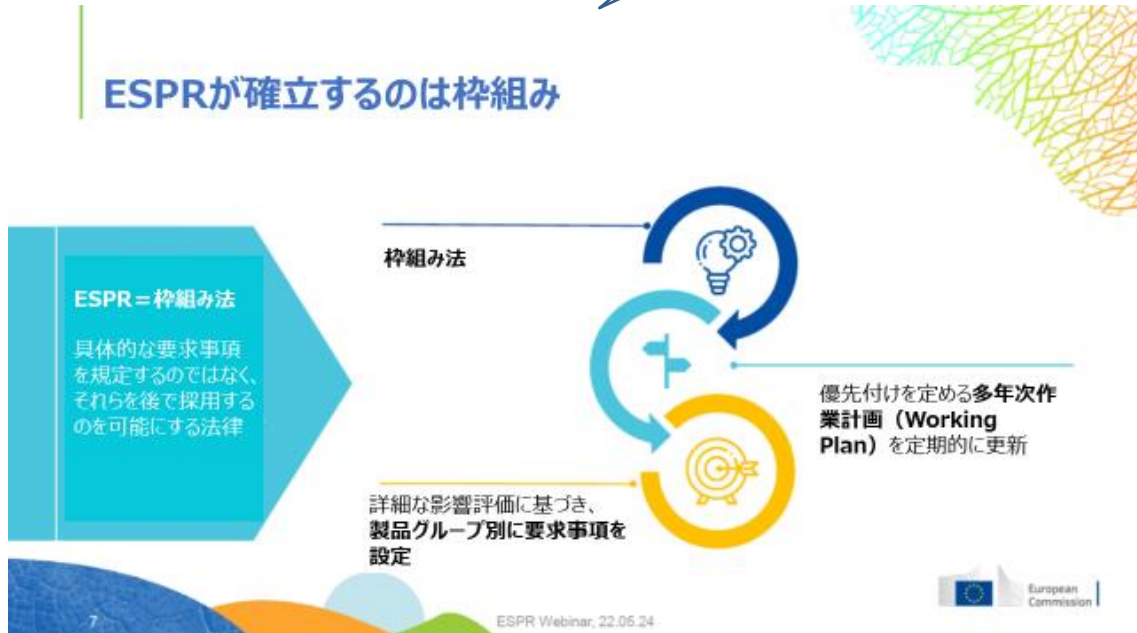 ESPRが確立するのは枠組み
ESPR＝枠組み法
具体的な要求事項
を規定するのではなく、
それらを後で採用する
のを可能にする法律
枠組み法
優先付けを定める多年次作
業計画（Working
Plan）を定期的に更新
詳細な影響評価に基づき、
製品グループ別に要求事項を
設定
7
ESPR Webinar, 22.05.24
European
Commission